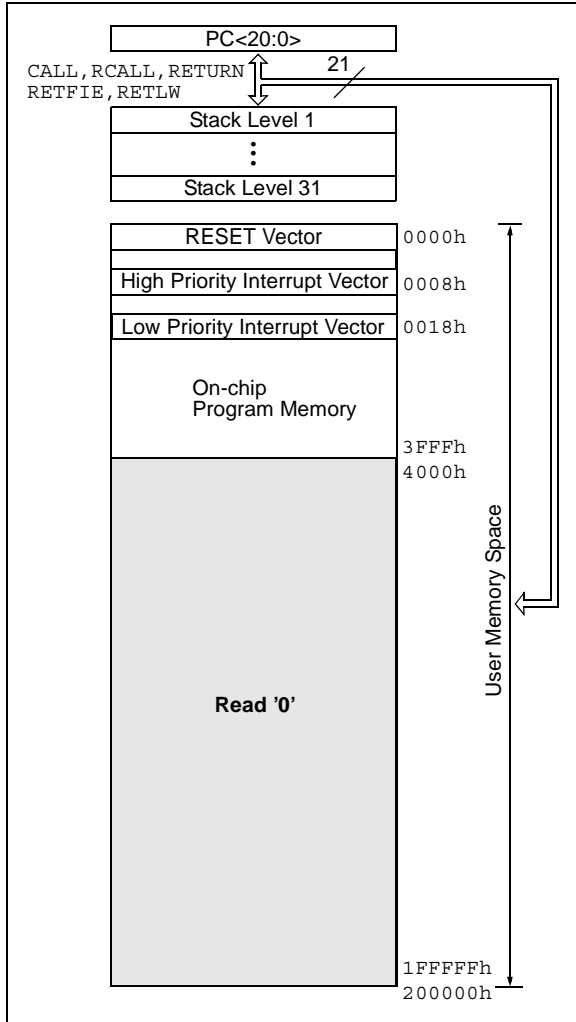 PC<20:0>
CALL,RCALL,RETURN
RETFIE,RETLW
21
Stack Level 1
Stack Level 31
RESET Vector
0000h
High Priority Interrupt Vector
0008h
Low Priority Interrupt Vector
0018h
On-chip
Program Memory
3FFFh
4000h
User Memory Space
Read '0'
1FFFFFh
200000h